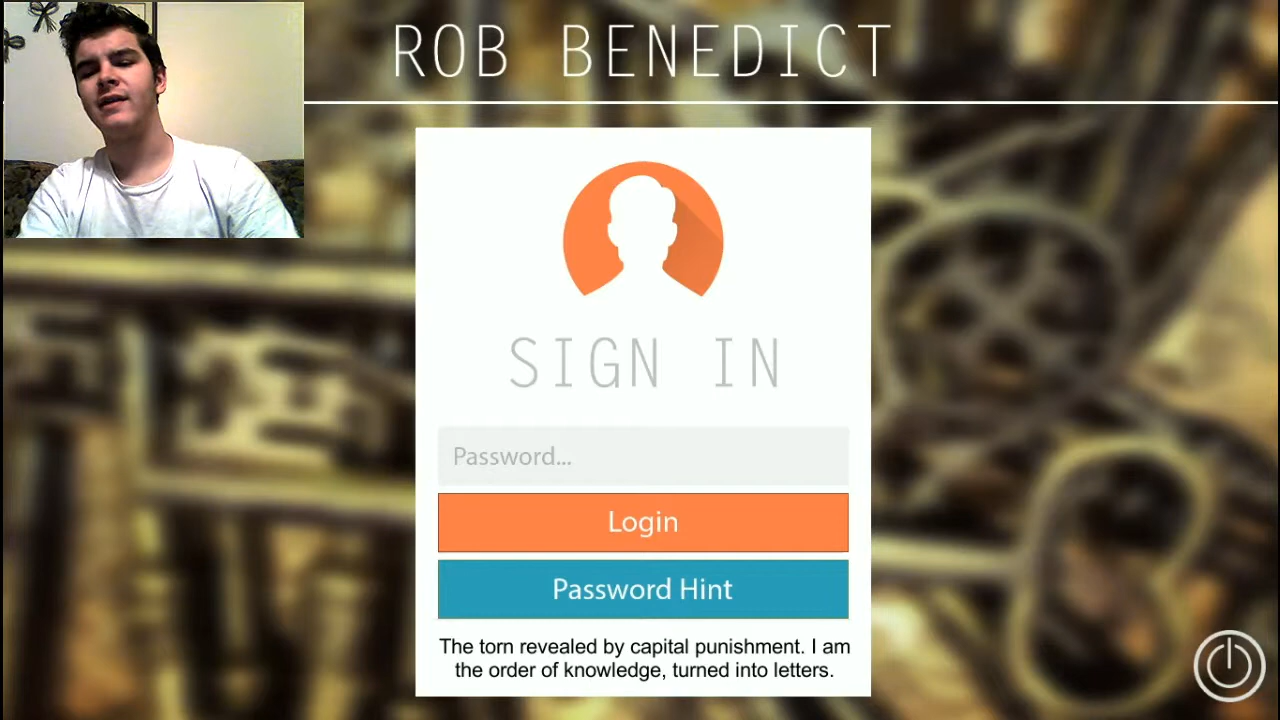 ROB BENEDICT
SIGN IN
Password...
Login
Password Hint
The torn revealed by capital punishment. I am
the order of knowledge, turned into letters.